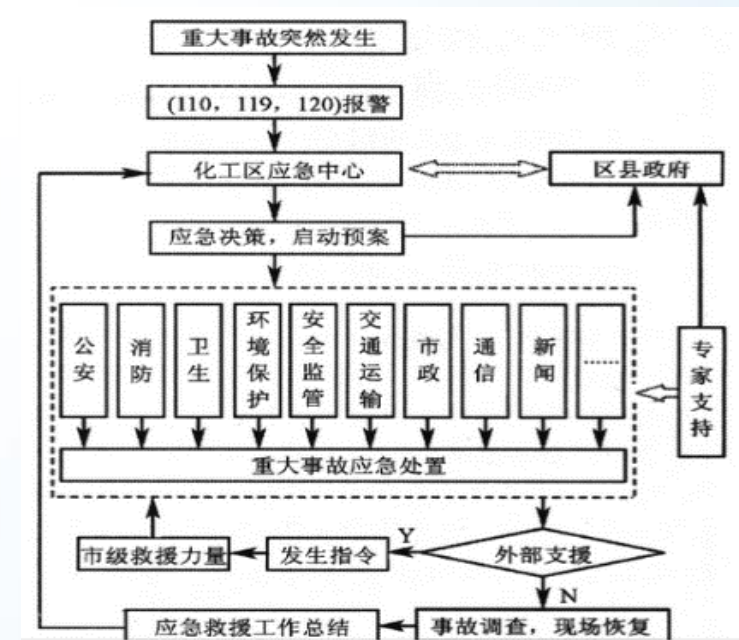 重大事故突然发生
(110，119，120)报警
化工区应急中心
区县政府
应急决策，启动预案
公安
消防
卫生
环境保护
安全监管
交通运输
市政
通信
新闻
……
专家支持
重大事故应急处置
市级救援力量
发生指令
Y
外部支援
N
应急救援工作总结
事故调查，现场恢复